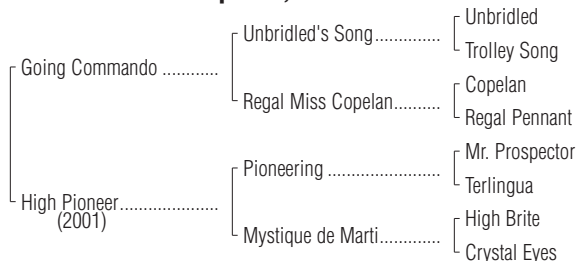 Unbridled
Unbridled's Song...............
Trolley Song
Going Commando ............
Copelan
Regal Miss Copelan..........
Regal Pennant
Mr. Prospector
Pioneering ........................
Terlingua
High Pioneer.....................
(2001)
High Brite
Mystique de Marti.............
Crystal Eyes